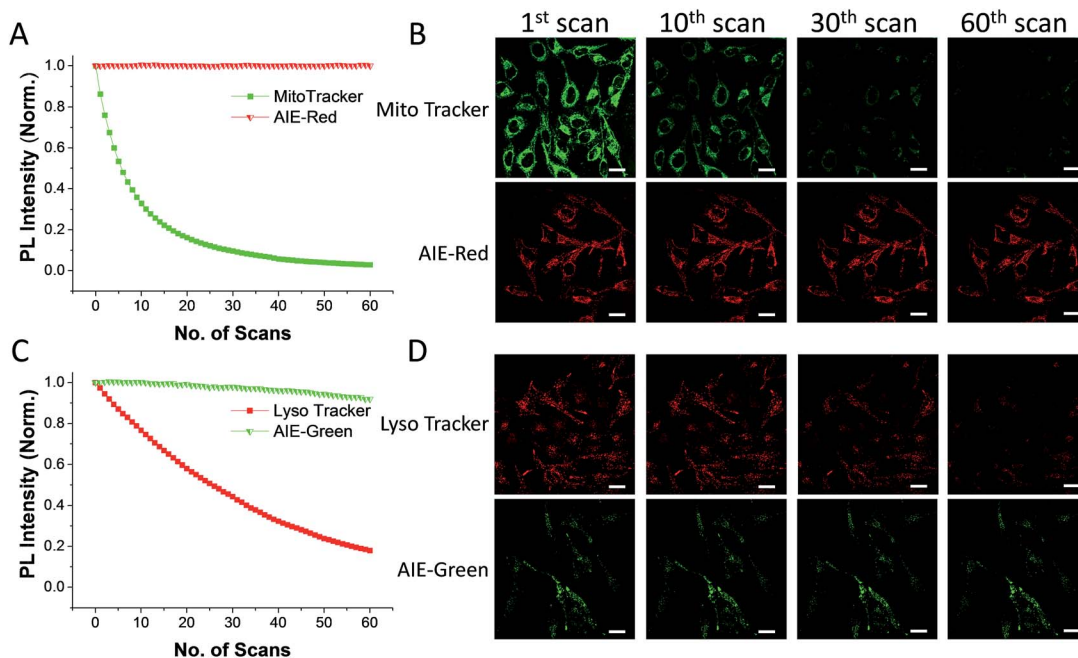 A
1.0
0.8
0.6
0.4
0.2
0.0
PL Intensity (Norm.)
MitoTracker
AIE-Red
0 10 20 30 40 50 60
No. of Scans
B
1st scan 10th scan 30th scan 60th scan
Mito Tracker
AIE-Red
C
1.0
0.8
0.6
0.4
0.2
0.0
PL Intensity (Norm.)
Lyso Tracker
AIE-Green
0 10 20 30 40 50 60
No. of Scans
D
Lyso Tracker
AIE-Green